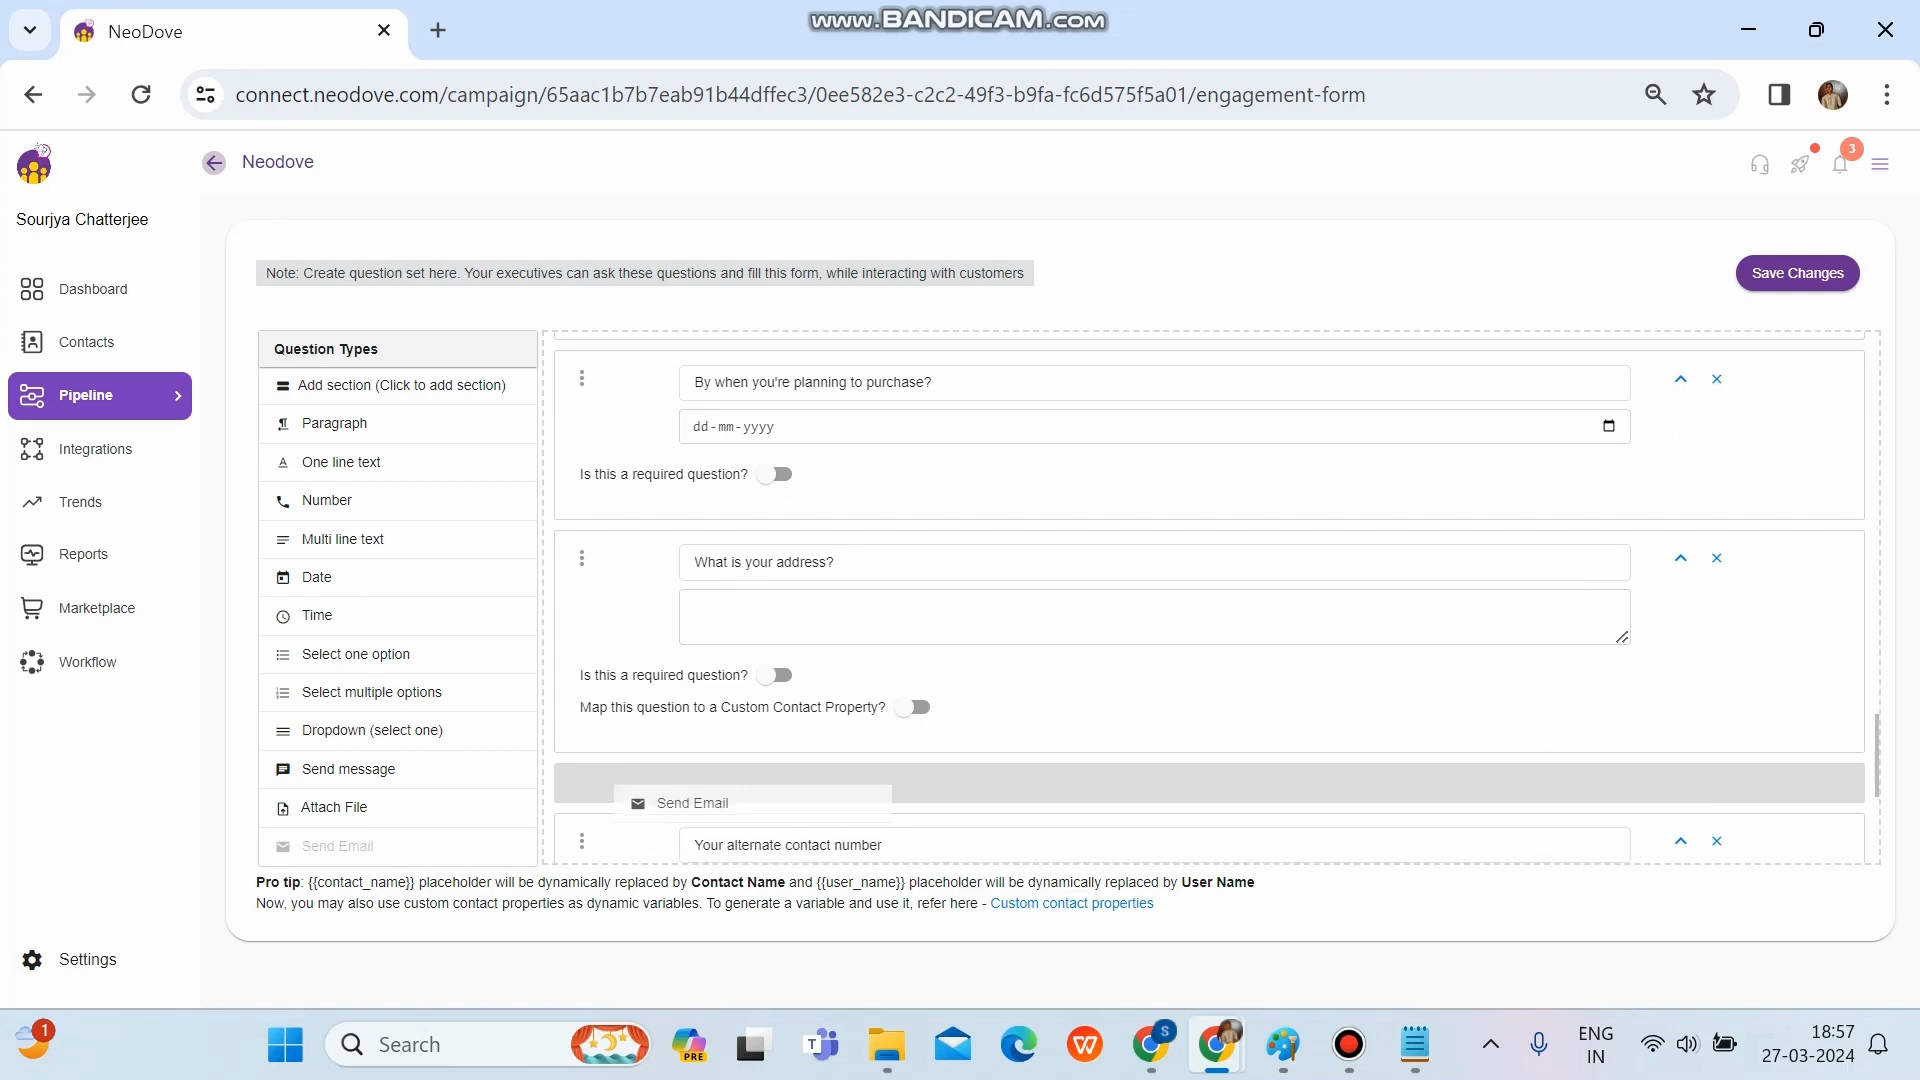 NeoDove
www.BANDICAM.com
connect.neodove.com/campaign/65aac1b7b7eab91b44dffec3/0ee582e3-c2c2-49f3-b9fa-fc6d575f5a01/engagement-form
Neodove
3
Sourjya Chatterjee
Dashboard
Contacts
Pipeline
Integrations
Trends
Reports
Marketplace
Workflow
Settings
Note: Create question set here. Your executives can ask these questions and fill this form, while interacting with customers
Save Changes
Question Types
Add section (Click to add section)
Paragraph
One line text
Number
Multi line text
Date
Time
Select one option
Select multiple options
Dropdown (select one)
Send message
Attach File
Send Email
By when you're planning to purchase?
dd-mm-yyyy
Is this a required question?
What is your address?
Is this a required question?
Map this question to a Custom Contact Property?
Send Email
Your alternate contact number
Pro tip: {{contact_name}} placeholder will be dynamically replaced by Contact Name and {{user_name}} placeholder will be dynamically replaced by User Name
Now, you may also use custom contact properties as dynamic variables. To generate a variable and use it, refer here - Custom contact properties
1
Search
PRE
T
W
S
ENG
IN
18:57
27-03-2024